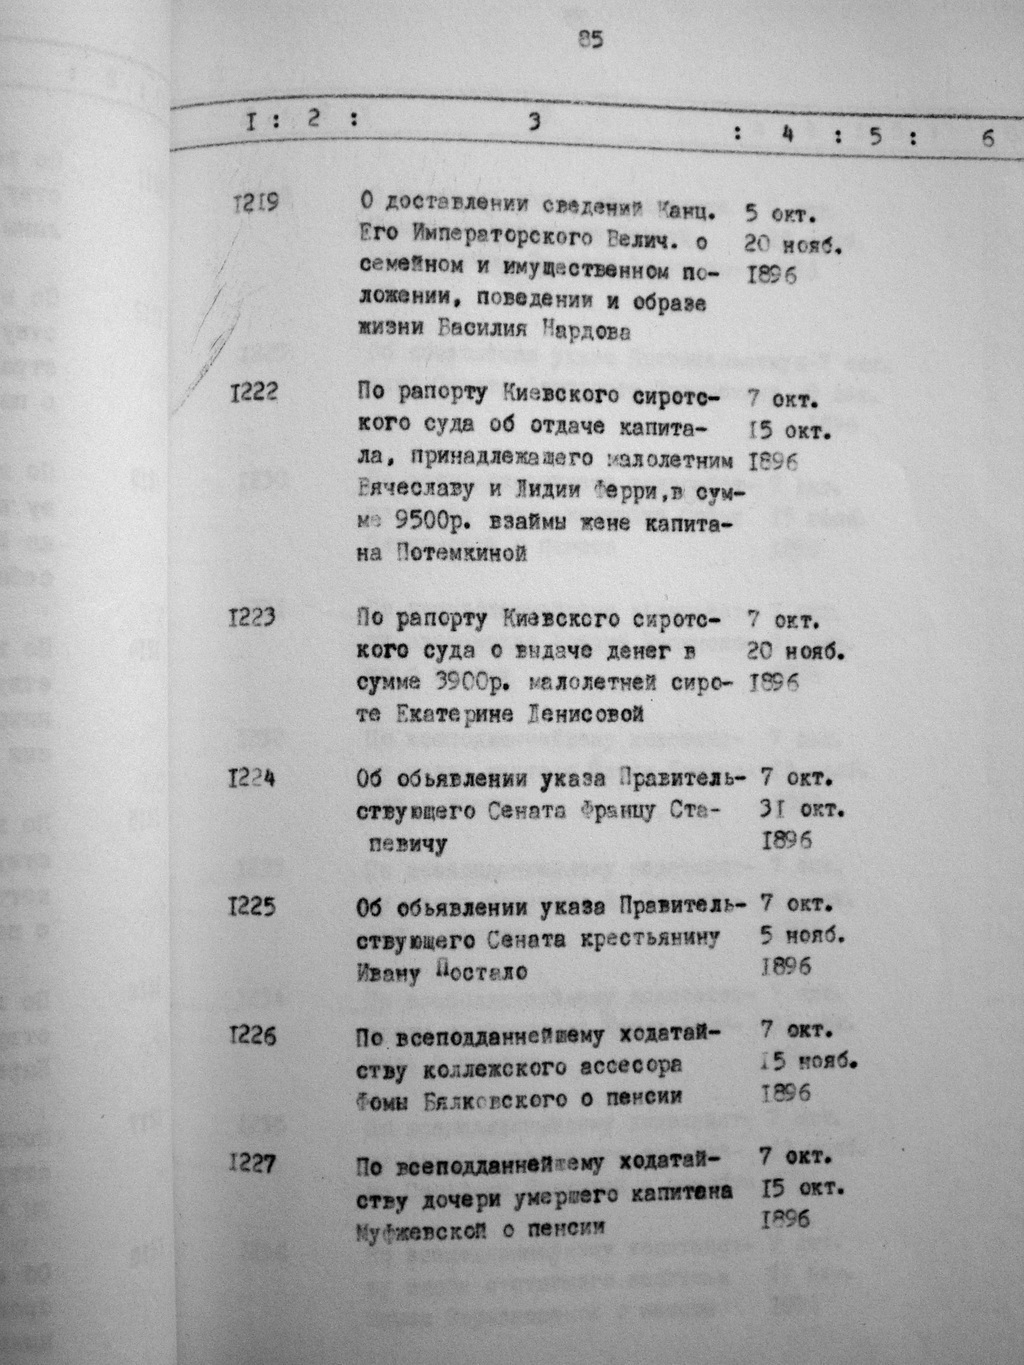 85
I : 2 : 3 : 4 : 5 : 6
I2I9 О доставлении сведений Канц. 5 окт.
Его Императорского Велич. о 20 нояб.
семейном и имущественном по- I896
ложении, поведении и образе
жизни Василия Нардова
I222 По рапорту Киевского сиротс- 7 окт.
кого суда об отдаче капита- I5 окт.
ла, принадлежащего малолетним I896
Вячеславу и Лидии Ферри,в сум-
ме 9500р. взаймы жене капита-
на Потемкиной
I223 По рапорту Киевского сиротс- 7 окт.
кого суда о выдаче денег в 20 нояб.
сумме 3900р. малолетней сиро- I896
те Екатерине Денисовой
I224 Об обьявлении указа Правитель- 7 окт.
ствующего Сената Францу Ста- 3I окт.
певичу I896
I225 Об обьявлении указа Правитель- 7 окт.
ствующего Сената крестьянину 5 нояб.
Ивану Постало I896
I226 По всеподданнейшему ходатай- 7 окт.
ству коллежского ассесора I5 нояб.
Фомы Бялковского о пенсии I896
I227 По всеподданнейшему ходатай- 7 окт.
ству дочери умершего капитана I5 окт.
Муфжевской о пенсии I896